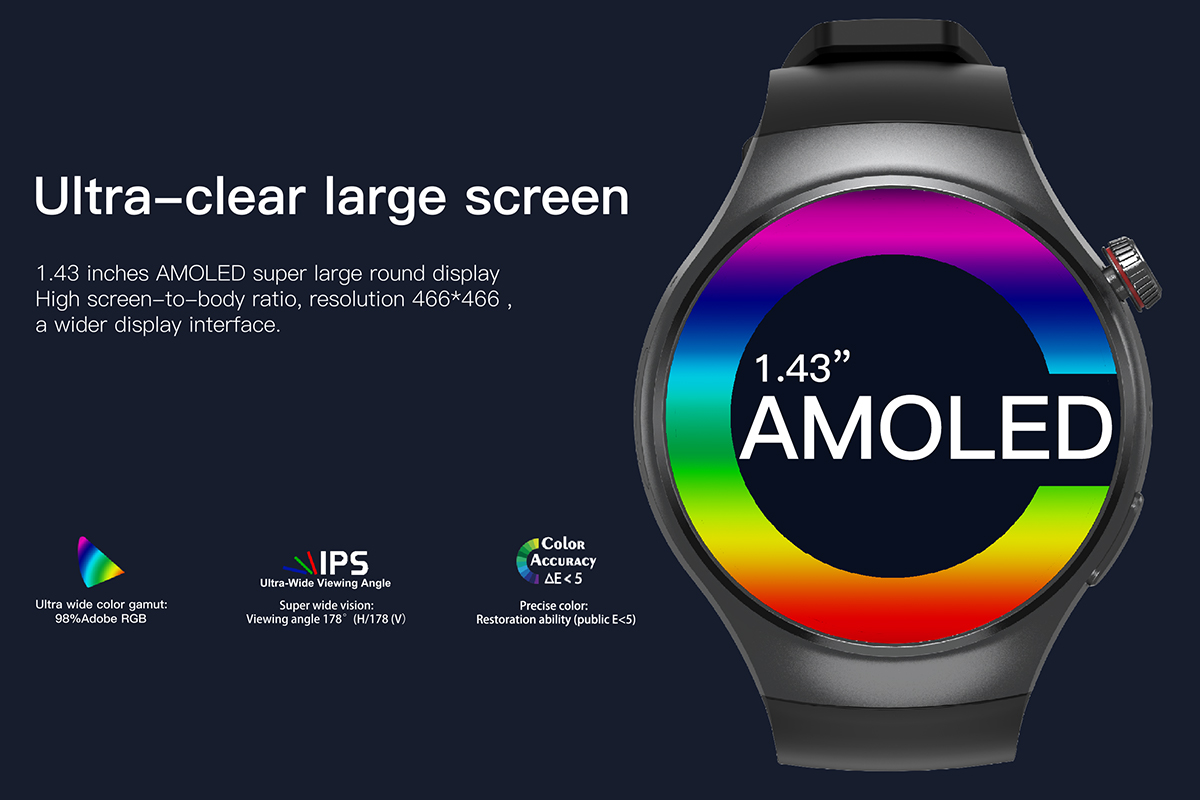 Ultra-clear large screen
1.43 inches AMOLED super large round display
High screen-to-body ratio, resolution 466*466 ,
a wider display interface.
1.43”
AMOLED
Ultra wide color gamut:
98%Adobe RGB
IPS
Ultra-Wide Viewing Angle
Super wide vision:
Viewing angle 178° (H/178 (V)
Color
Accuracy
ΔE<5
Precise color:
Restoration ability (public E<5)